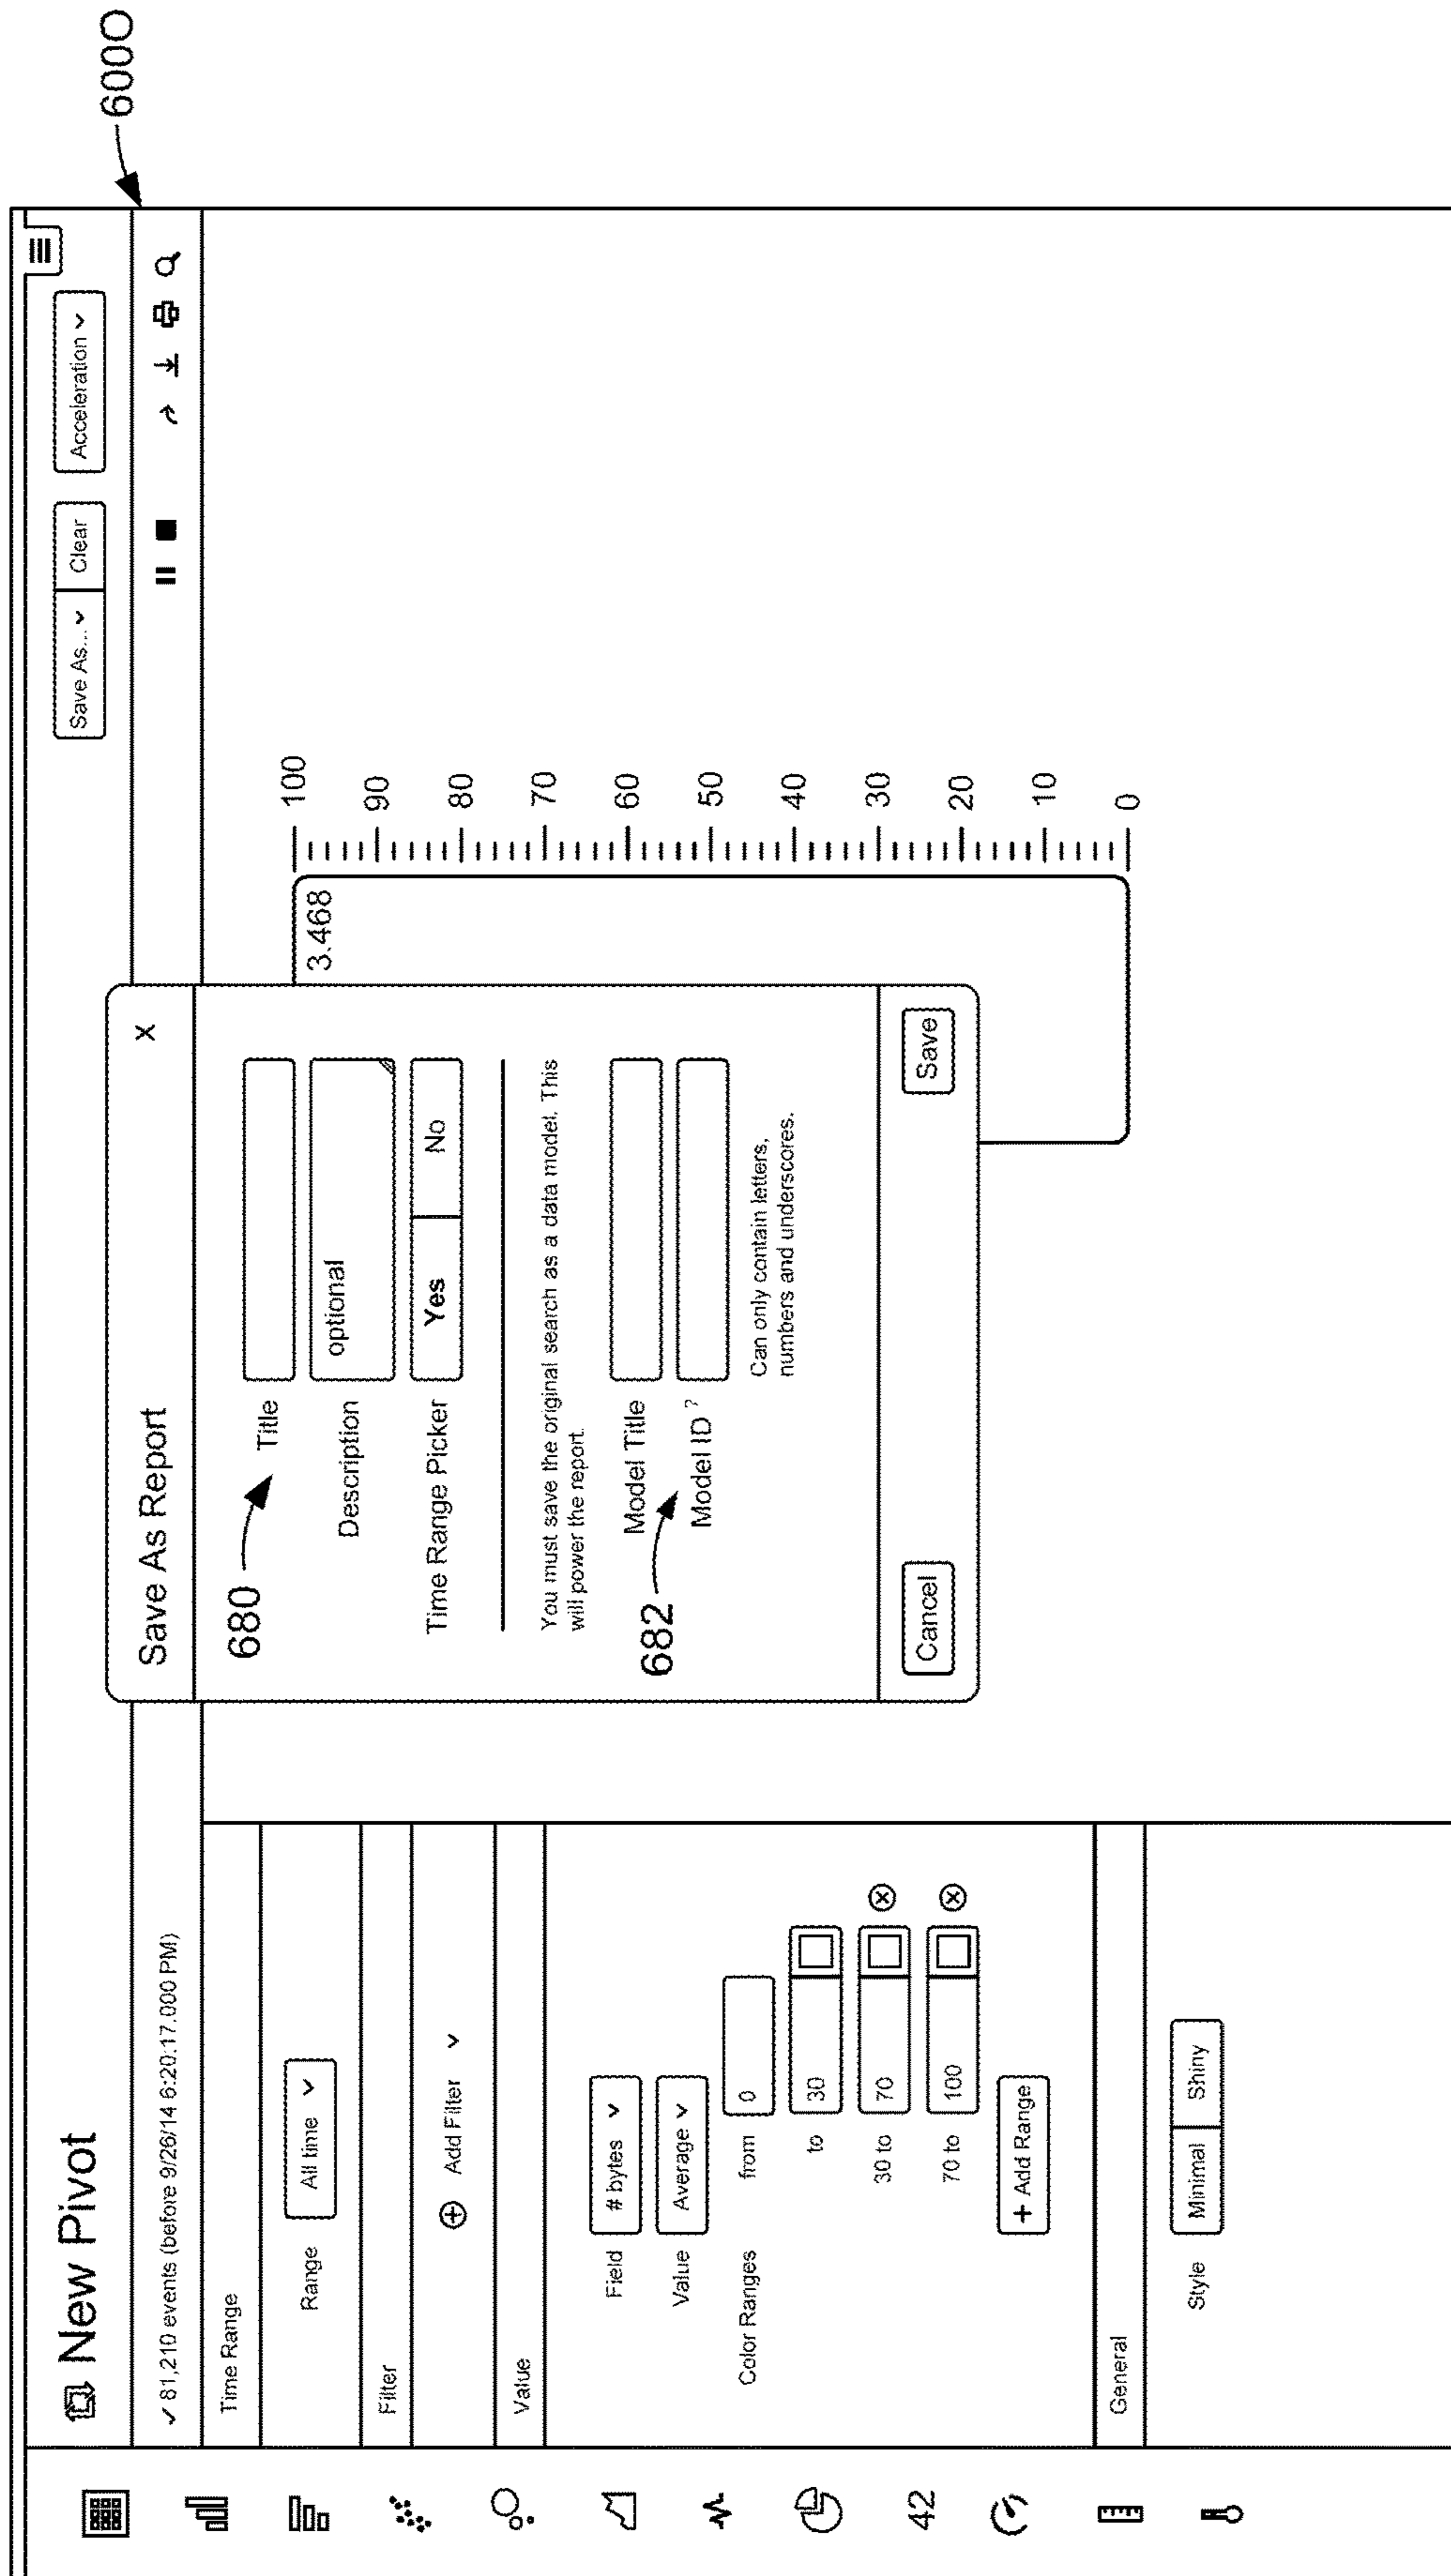 600O
New Pivot
Save As...
Clear
Acceleration
✓ 81,210 events (before 9/26/14 6:20:17.000 PM)
Time Range
Range
All time
Filter
Add Filter
Value
Field
# bytes
Value
Average
Color Ranges
from
0
to
30
30 to
70
70 to
100
+ Add Range
General
Style
Minimal
Shiny
42
Save As Report
X
680
Title
Description
optional
Time Range Picker
Yes
No
You must save the original search as a data model. This
will power the report.
682
Model Title
Model ID ?
Can only contain letters,
numbers and underscores.
Cancel
Save
3.468
100
90
80
70
60
50
40
30
20
10
0